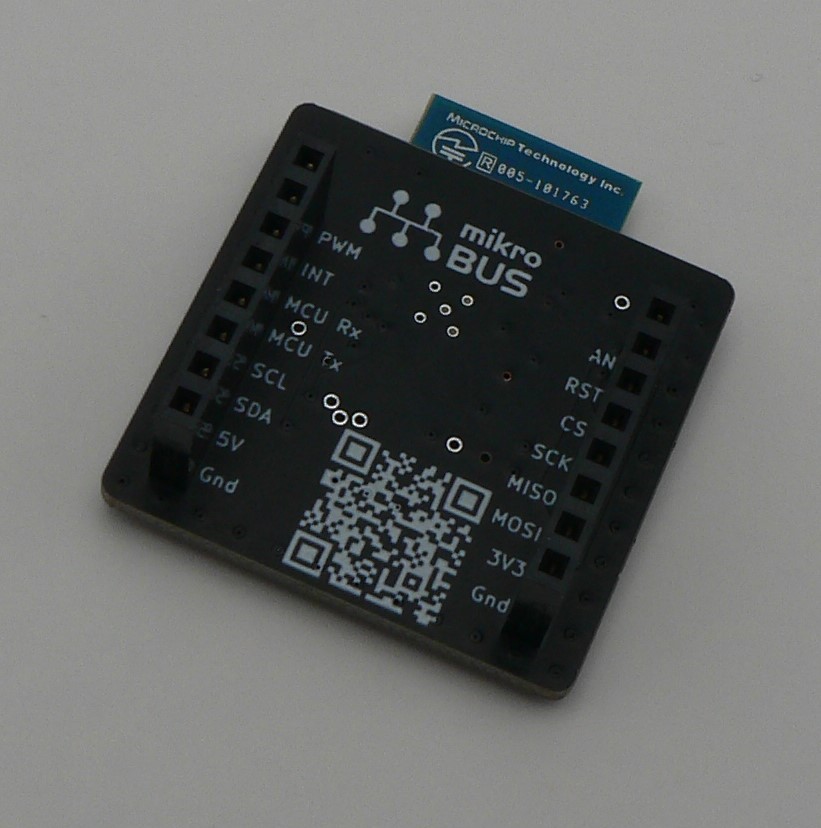 MICROCHIP Technology Inc.
R 005-101763
mikro
BUS
PWM
INT
MCU Rx
MCU Tx
SCL
SDA
5V
Gnd
AN
RST
CS
SCK
MISO
MOSI
3V3
Gnd